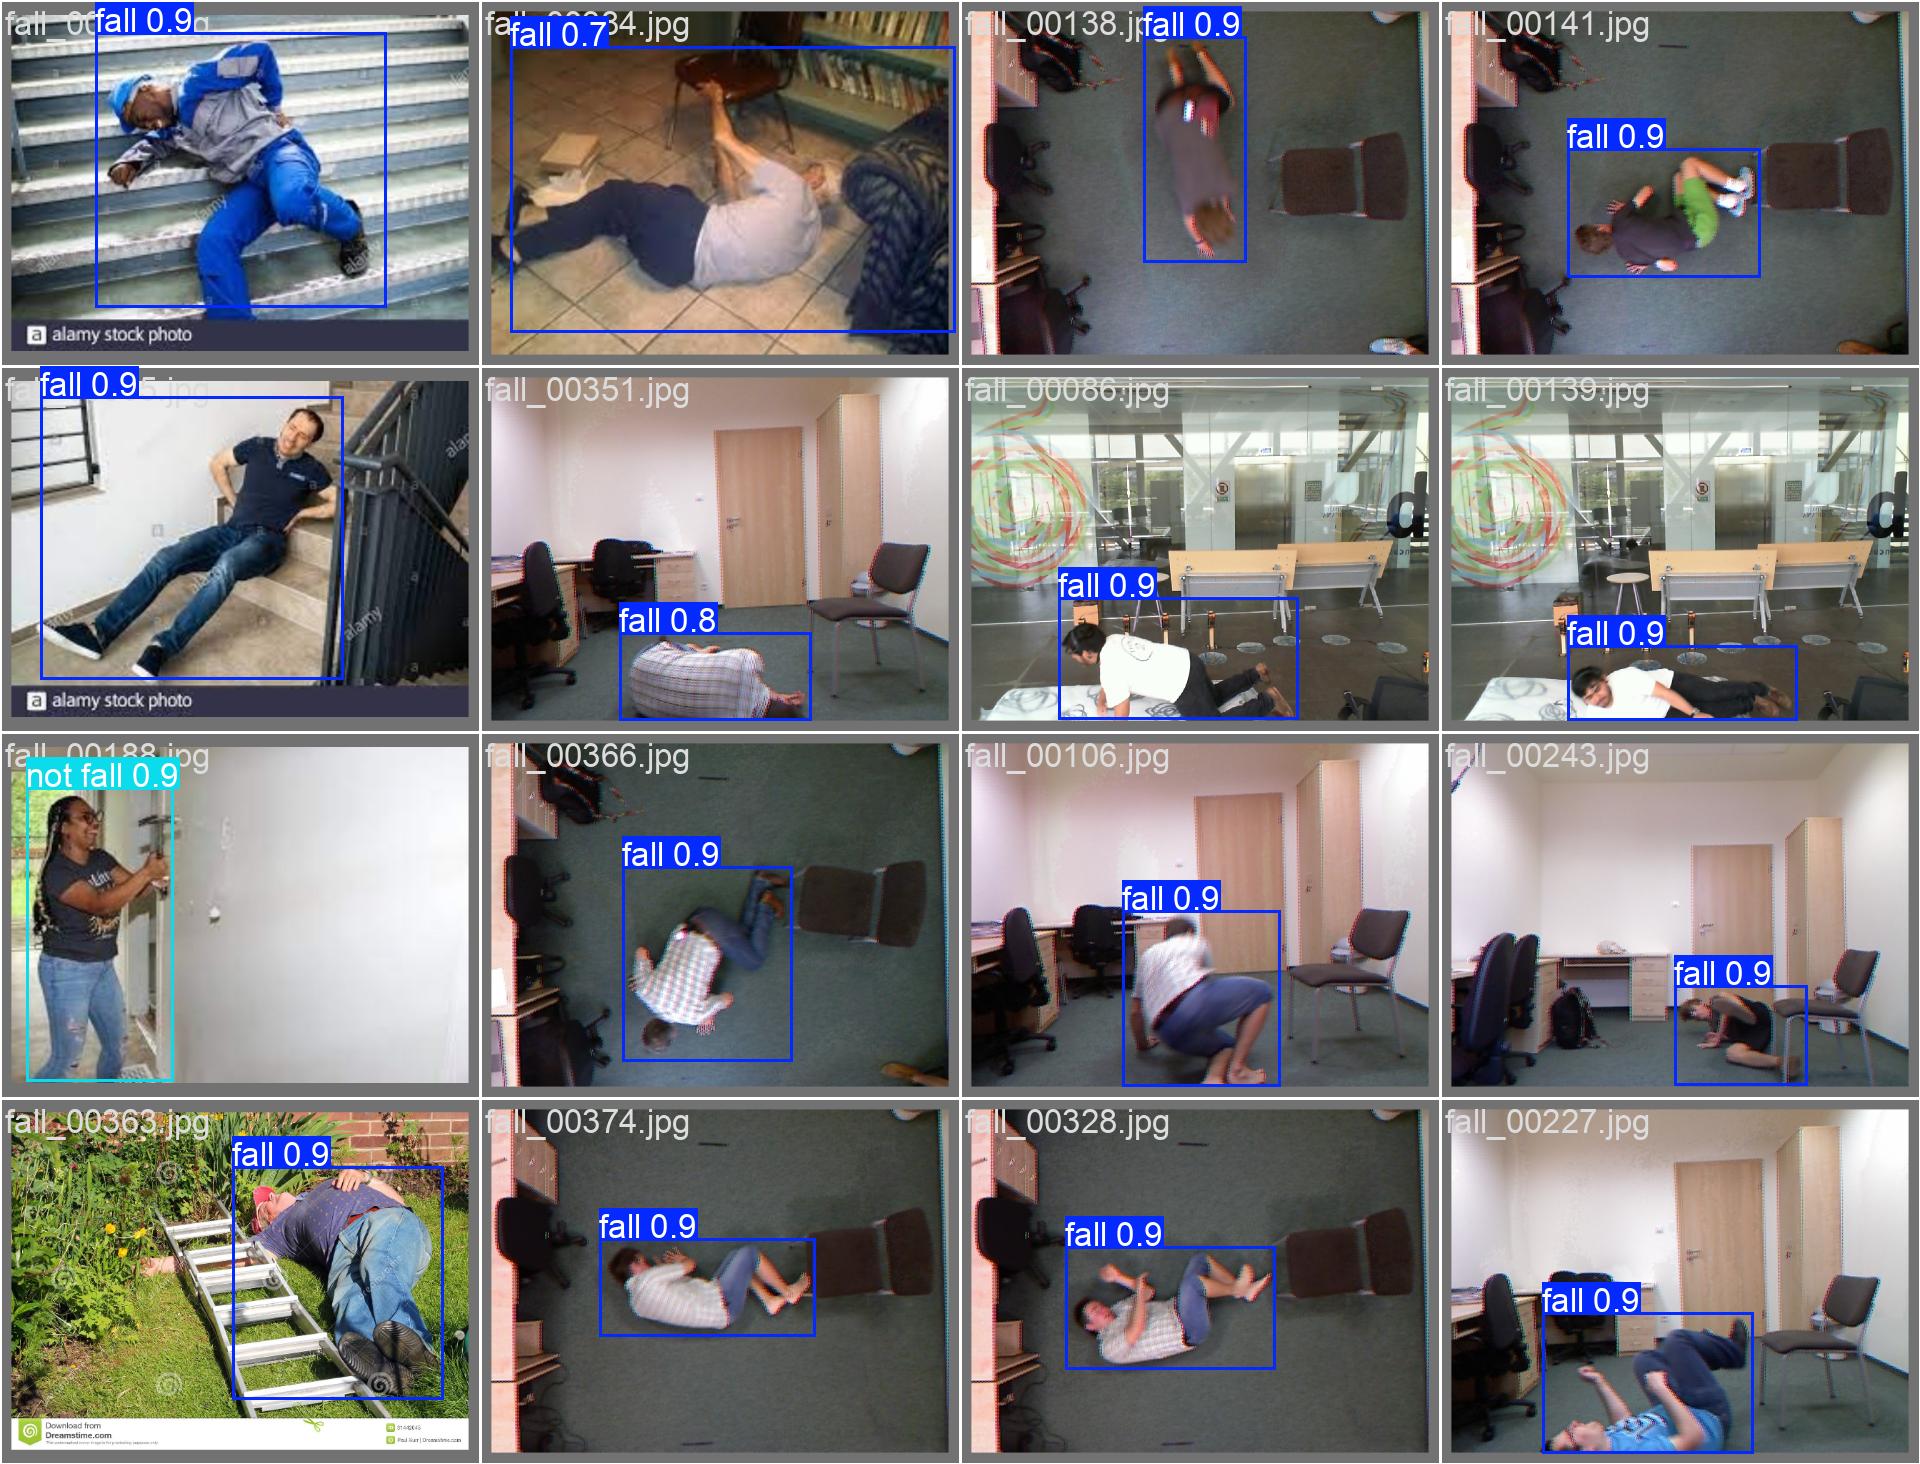 fall 0.9
fall 0.7
34.jpg
fall_00138.jp
fall 0.9
fall_00141.jpg
fall 0.9
a alamy stock photo
fall 0.9
5.jpg
fall_00351.jpg
fall 0.8
fall_00086.jpg
fall 0.9
fall_00139.jpg
fall 0.9
a alamy stock photo
fall_00188.jpg
not fall 0.9
fall_00366.jpg
fall 0.9
fall_00106.jpg
fall 0.9
fall_00243.jpg
fall 0.9
fall_00363.jpg
fall 0.9
Download from
Dreamstime.com
fall_00374.jpg
fall 0.9
fall_00328.jpg
fall 0.9
fall_00227.jpg
fall 0.9